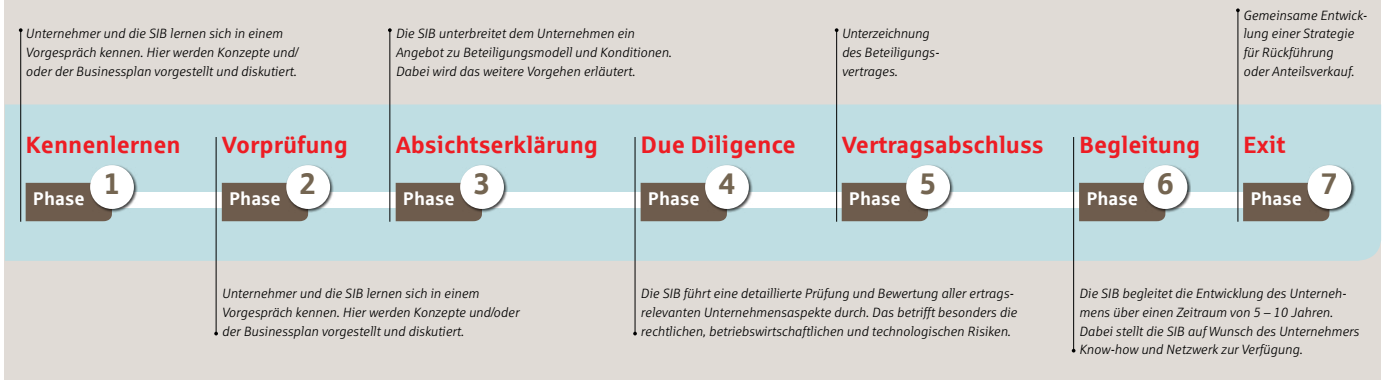 Unternehmer und die SIB lernen sich in einem
Vorgespräch kennen. Hier werden Konzepte und/
oder der Businessplan vorgestellt und diskutiert.
Die SIB unterbreitet dem Unternehmen ein
Angebot zu Beteiligungsmodell und Konditionen.
Dabei wird das weitere Vorgehen erläutert.
Unterzeichnung
des Beteiligungs-
vertrages.
Gemeinsame Entwick-
lung einer Strategie
für Rückführung
oder Anteilsverkauf.
Kennenlernen
Phase 1
Vorprüfung
Phase 2
Absichtserklärung
Phase 3
Due Diligence
Phase 4
Vertragsabschluss
Phase 5
Begleitung
Phase 6
Exit
Phase 7
Unternehmer und die SIB lernen sich in einem
Vorgespräch kennen. Hier werden Konzepte und/oder
der Businessplan vorgestellt und diskutiert.
Die SIB führt eine detaillierte Prüfung und Bewertung aller ertrags-
relevanten Unternehmensaspekte durch. Das betrifft besonders die
rechtlichen, betriebswirtschaftlichen und technologischen Risiken.
Die SIB begleitet die Entwicklung des Unterneh-
mens über einen Zeitraum von 5 – 10 Jahren.
Dabei stellt die SIB auf Wunsch des Unternehmers
Know-how und Netzwerk zur Verfügung.